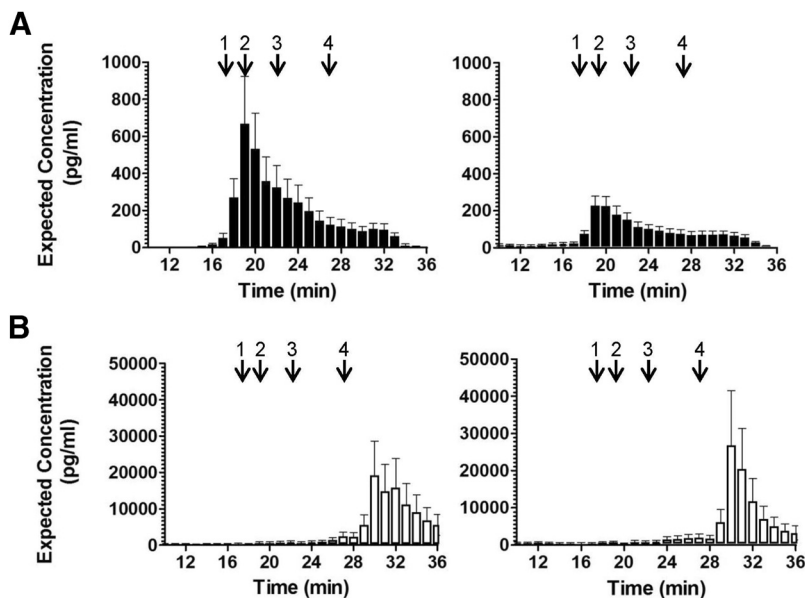 A
1 2 3 4
1 2 3 4
Expected Concentration
(pg/ml)
1000
800
600
400
200
0
12 16 20 24 28 32 36
Time (min)
1000
800
600
400
200
0
12 16 20 24 28 32 36
Time (min)
B
1 2 3 4
1 2 3 4
Expected Concentration
(pg/ml)
50000
40000
30000
20000
10000
0
12 16 20 24 28 32 36
Time (min)
50000
40000
30000
20000
10000
0
12 16 20 24 28 32 36
Time (min)